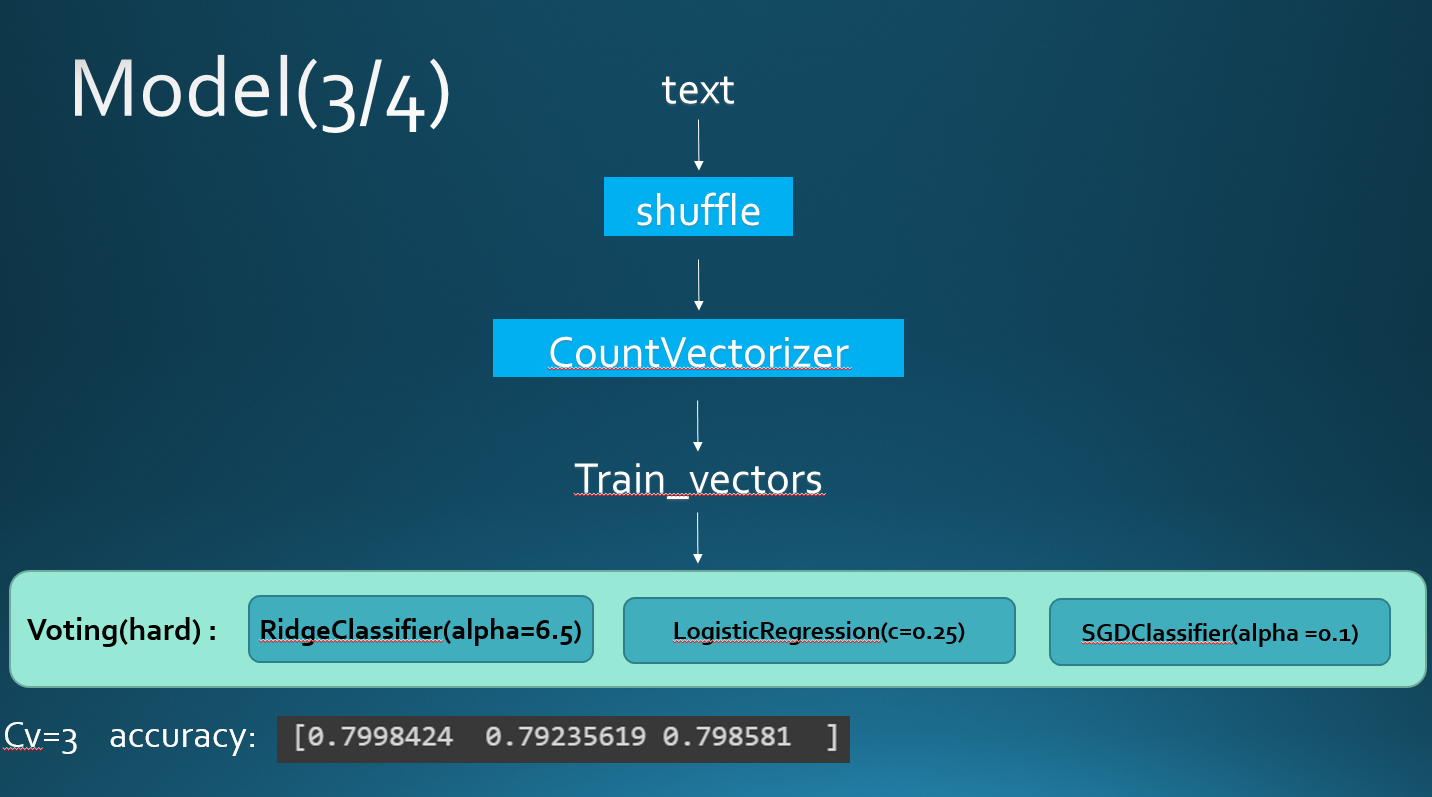 Model(3/4)
text
shuffle
CountVectorizer
Train_vectors
Voting(hard) : RidgeClassifier(alpha=6.5) LogisticRegression(c=0.25) SGDClassifier(alpha =0.1)
Cv=3 accuracy: [0.7998424 0.79235619 0.798581 ]